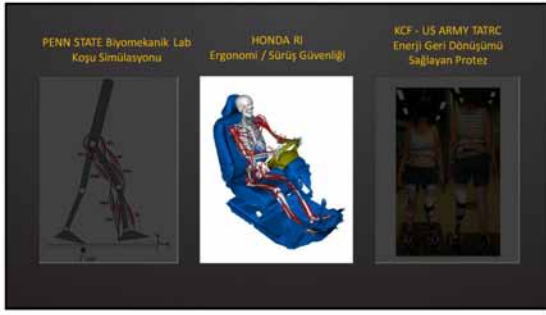 PENN STATE Biyomekanik Lab
Koşu Simülasyonu
HONDA RI
Ergonomi / Sürüş Güvenliği
KCF - US ARMY TATRC
Enerji Geri Dönüşümü
Sağlayan Protez